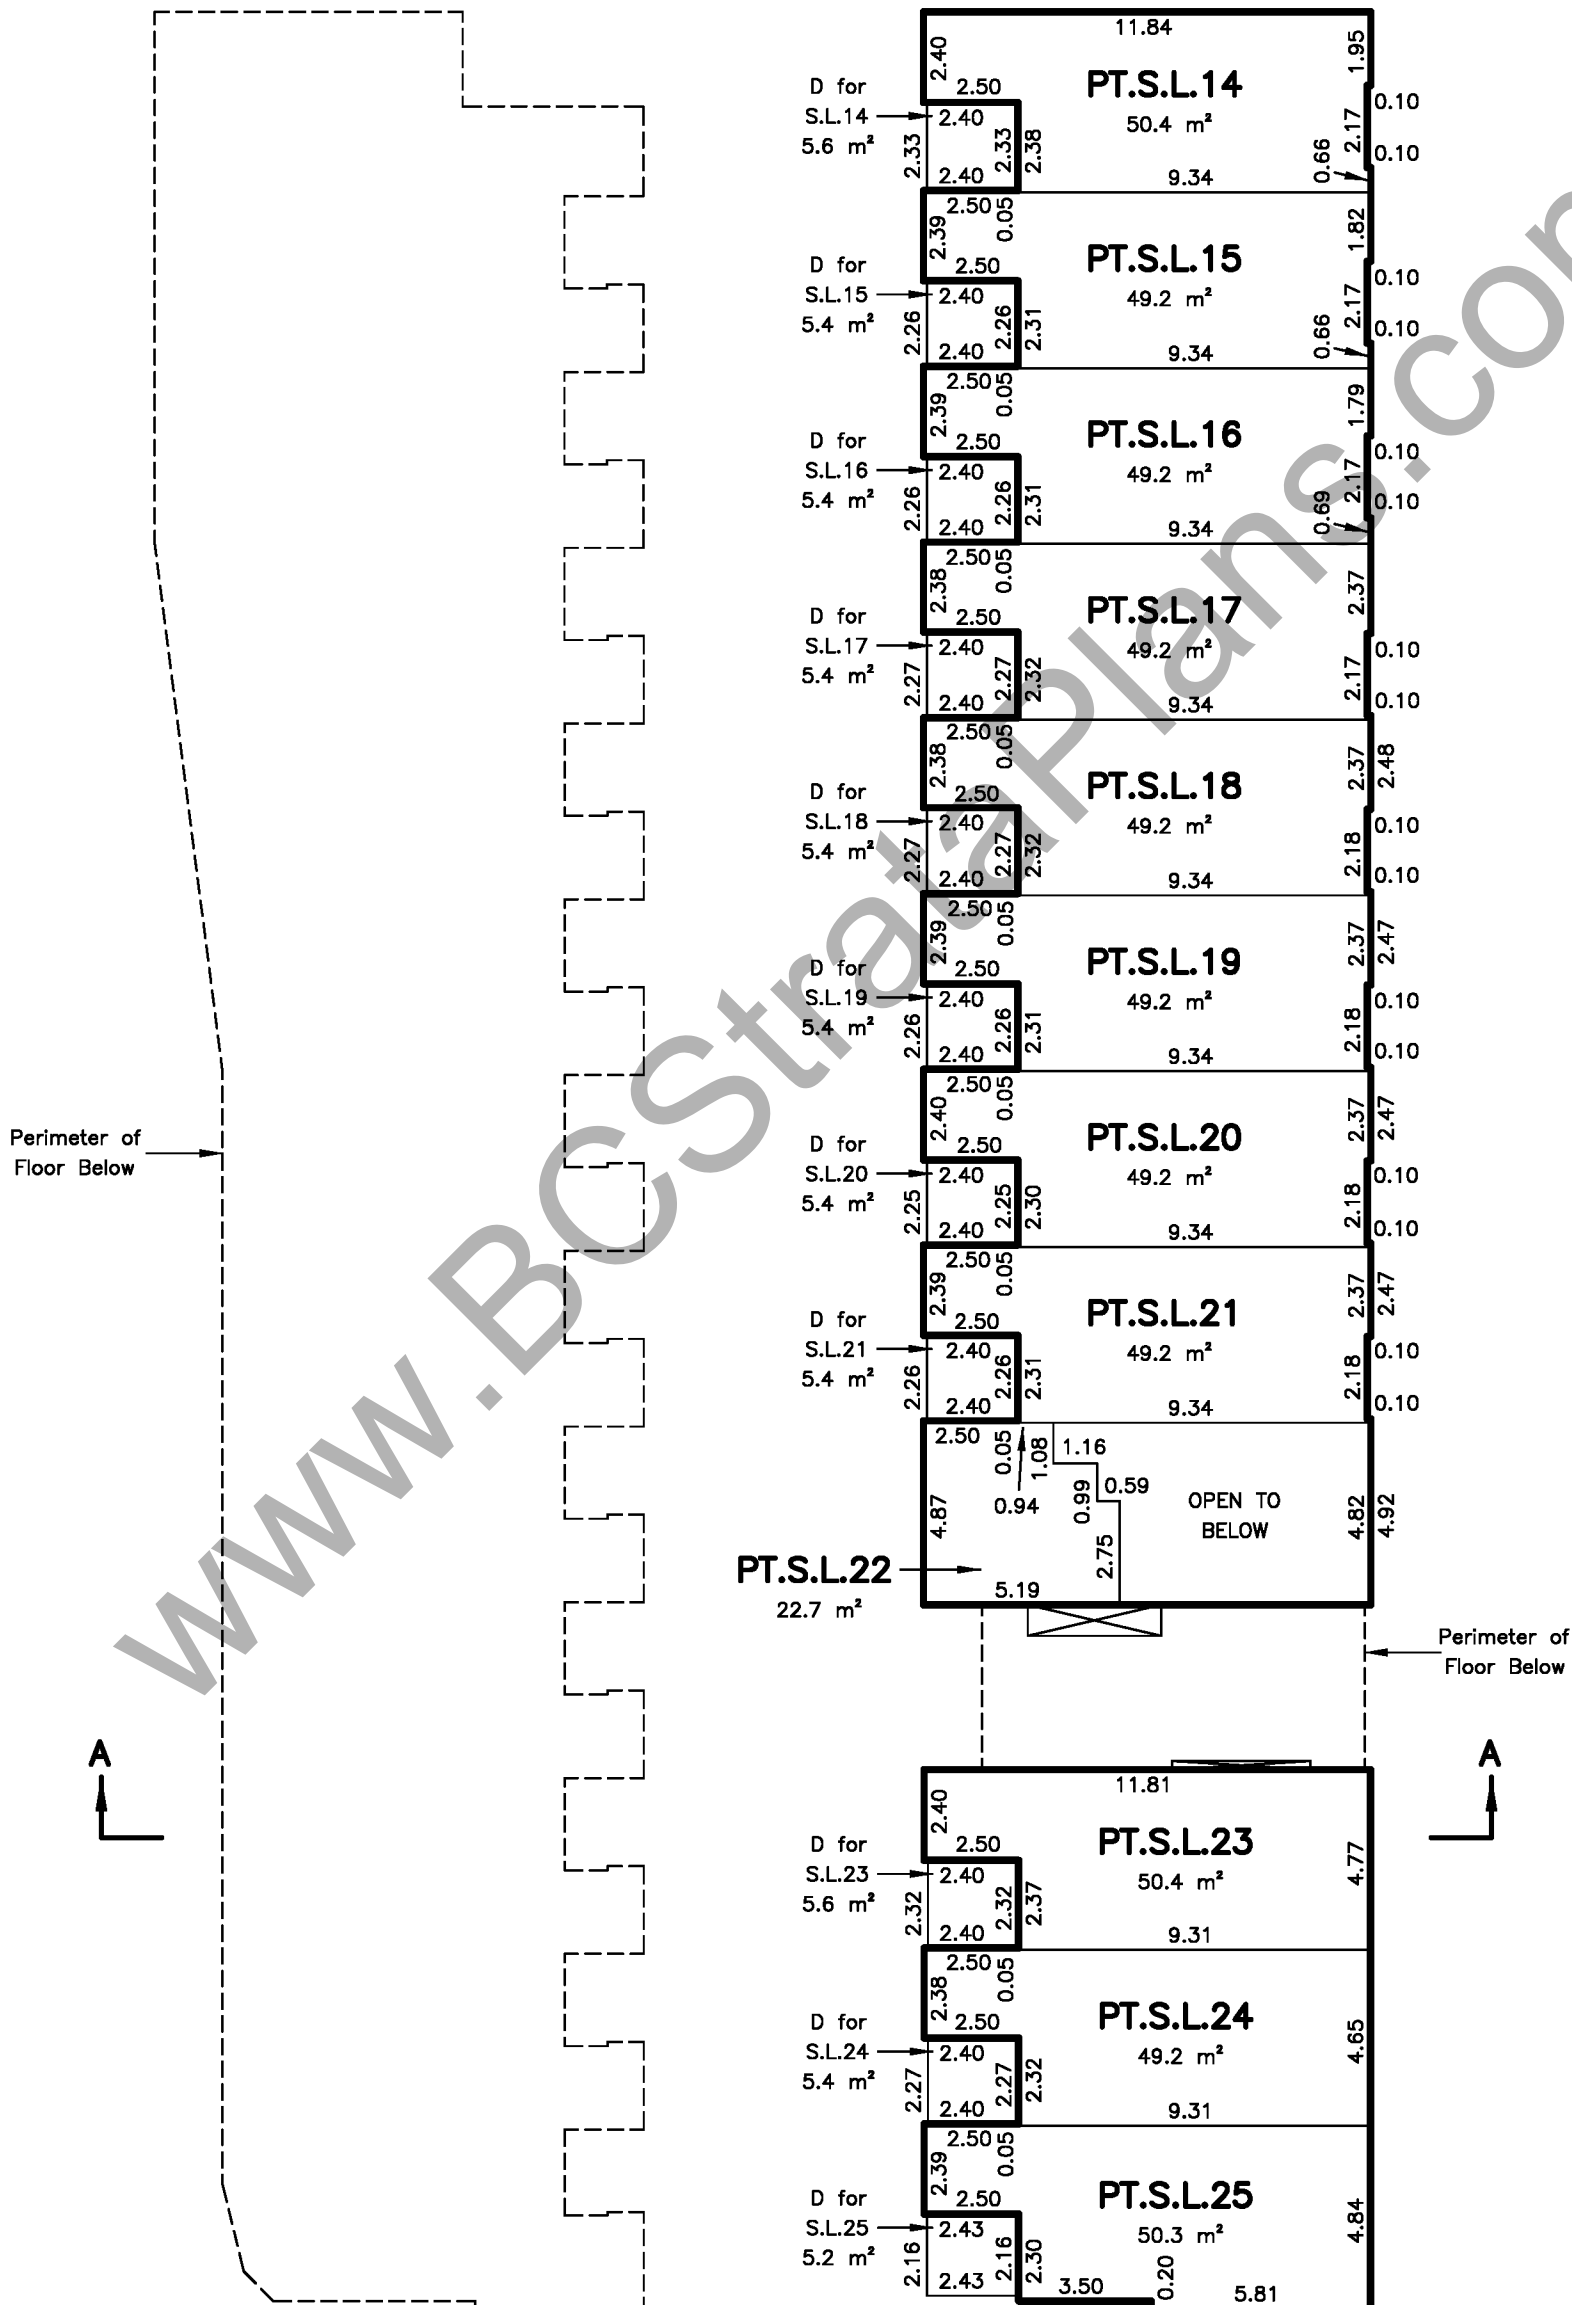 11.84
2.40
1.95
D for
S.L.14
5.6 m²
2.50
PT.S.L.14
50.4 m²
0.10
2.40
2.33
2.33
2.38
2.17
0.10
0.66
2.40
9.34
2.50
0.05
2.39
1.82
D for
S.L.15
5.4 m²
2.50
PT.S.L.15
49.2 m²
0.10
2.40
2.26
2.26
2.31
2.17
0.10
0.66
2.40
9.34
2.50
0.05
2.39
1.79
D for
S.L.16
5.4 m²
2.50
PT.S.L.16
49.2 m²
0.10
2.40
2.26
2.26
2.31
2.17
0.10
0.69
2.40
9.34
2.50
0.05
2.38
2.37
D for
S.L.17
5.4 m²
2.50
PT.S.L.17
49.2 m²
0.10
2.40
2.27
2.27
2.32
2.17
0.10
2.40
9.34
2.50
0.05
2.38
2.37
2.48
D for
S.L.18
5.4 m²
2.50
PT.S.L.18
49.2 m²
0.10
2.40
2.27
2.27
2.32
2.18
0.10
2.40
9.34
2.50
0.05
2.39
2.37
2.47
D for
S.L.19
5.4 m²
2.50
PT.S.L.19
49.2 m²
0.10
2.40
2.26
2.26
2.31
2.18
0.10
2.40
9.34
2.50
0.05
2.40
2.37
2.47
Perimeter of
Floor Below
D for
S.L.20
5.4 m²
2.50
PT.S.L.20
49.2 m²
0.10
2.40
2.25
2.25
2.30
2.18
0.10
2.40
9.34
2.50
0.05
2.39
2.37
2.47
D for
S.L.21
5.4 m²
2.50
PT.S.L.21
49.2 m²
0.10
2.40
2.26
2.26
2.31
2.18
0.10
2.40
9.34
2.50
0.05
1.08
1.16
0.94
0.99
0.59
4.87
OPEN TO
BELOW
4.82
4.92
2.75
PT.S.L.22
22.7 m²
5.19
Perimeter of
Floor Below
A
A
11.81
2.40
D for
S.L.23
5.6 m²
2.50
PT.S.L.23
50.4 m²
4.77
2.40
2.32
2.32
2.37
2.40
9.31
2.50
0.05
2.38
D for
S.L.24
5.4 m²
2.50
PT.S.L.24
49.2 m²
4.65
2.40
2.27
2.27
2.32
2.40
9.31
2.50
0.05
2.39
D for
S.L.25
5.2 m²
2.50
PT.S.L.25
50.3 m²
4.84
2.43
2.16
2.16
2.30
2.43
3.50
0.20
5.81
www.BCStrataPlans.com